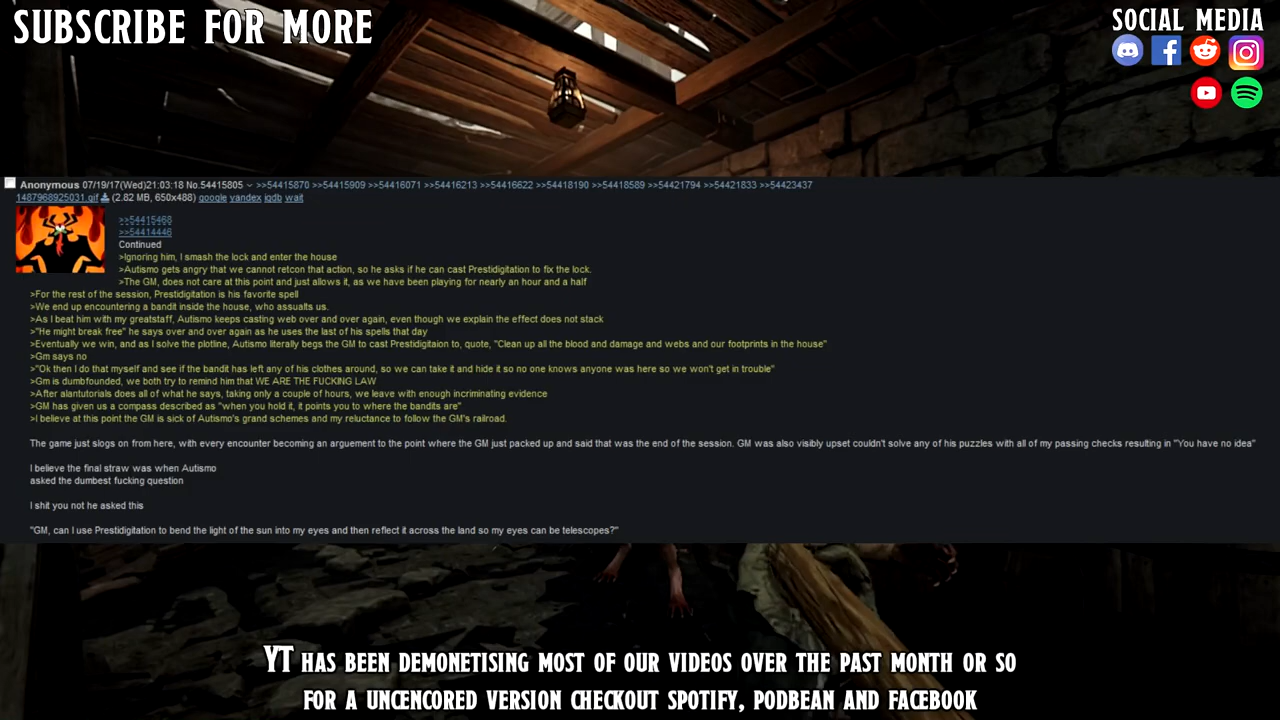 SUBSCRIBE FOR MORE
SOCIAL MEDIA
Anonymous 07/19/17(Wed)21:03:18 No.54415805 >>54415870 >>54415909 >>54416071 >>54416213 >>54416622 >>54418190 >>54418589 >>54421794 >>54421833 >>54423437
1487968925031.gif (2.82 MB, 650x488) google yandex iqdb wait
>>54415468
>>54414446
Continued
>Ignoring him, I smash the lock and enter the house
>Autismo gets angry that we cannot retcon that action, so he asks if he can cast Prestidigitation to fix the lock.
>The GM, does not care at this point and just allows it, as we have been playing for nearly an hour and a half
>For the rest of the session, Prestidigitation is his favorite spell
>We end up encountering a bandit inside the house, who assualts us.
>As I beat him with my greatstaff, Autismo keeps casting web over and over again, even though we explain the effect does not stack
>"He might break free" he says over and over again as he uses the last of his spells that day
>Eventually we win, and as I solve the plotline, Autismo literally begs the GM to cast Prestidigitaion to, quote, "Clean up all the blood and damage and webs and our footprints in the house"
>Gm says no
>"Ok then I do that myself and see if the bandit has left any of his clothes around, so we can take it and hide it so no one knows anyone was here so we won't get in trouble"
>Gm is dumbfounded, we both try to remind him that WE ARE THE FUCKING LAW
>After alantutorials does all of what he says, taking only a couple of hours, we leave with enough incriminating evidence
>GM has given us a compass described as "when you hold it, it points you to where the bandits are"
>I believe at this point the GM is sick of Autismo's grand schemes and my reluctance to follow the GM's railroad.
The game just slogs on from here, with every encounter becoming an arguement to the point where the GM just packed up and said that was the end of the session. GM was also visibly upset couldn't solve any of his puzzles with all of my passing checks resulting in "You have no idea"
I believe the final straw was when Autismo
asked the dumbest fucking question
I shit you not he asked this
"GM, can I use Prestidigitation to bend the light of the sun into my eyes and then reflect it across the land so my eyes can be telescopes?"
YT HAS BEEN DEMONETISING MOST OF OUR VIDEOS OVER THE PAST MONTH OR SO
FOR A UNCENCORED VERSION CHECKOUT SPOTIFY, PODBEAN AND FACEBOOK